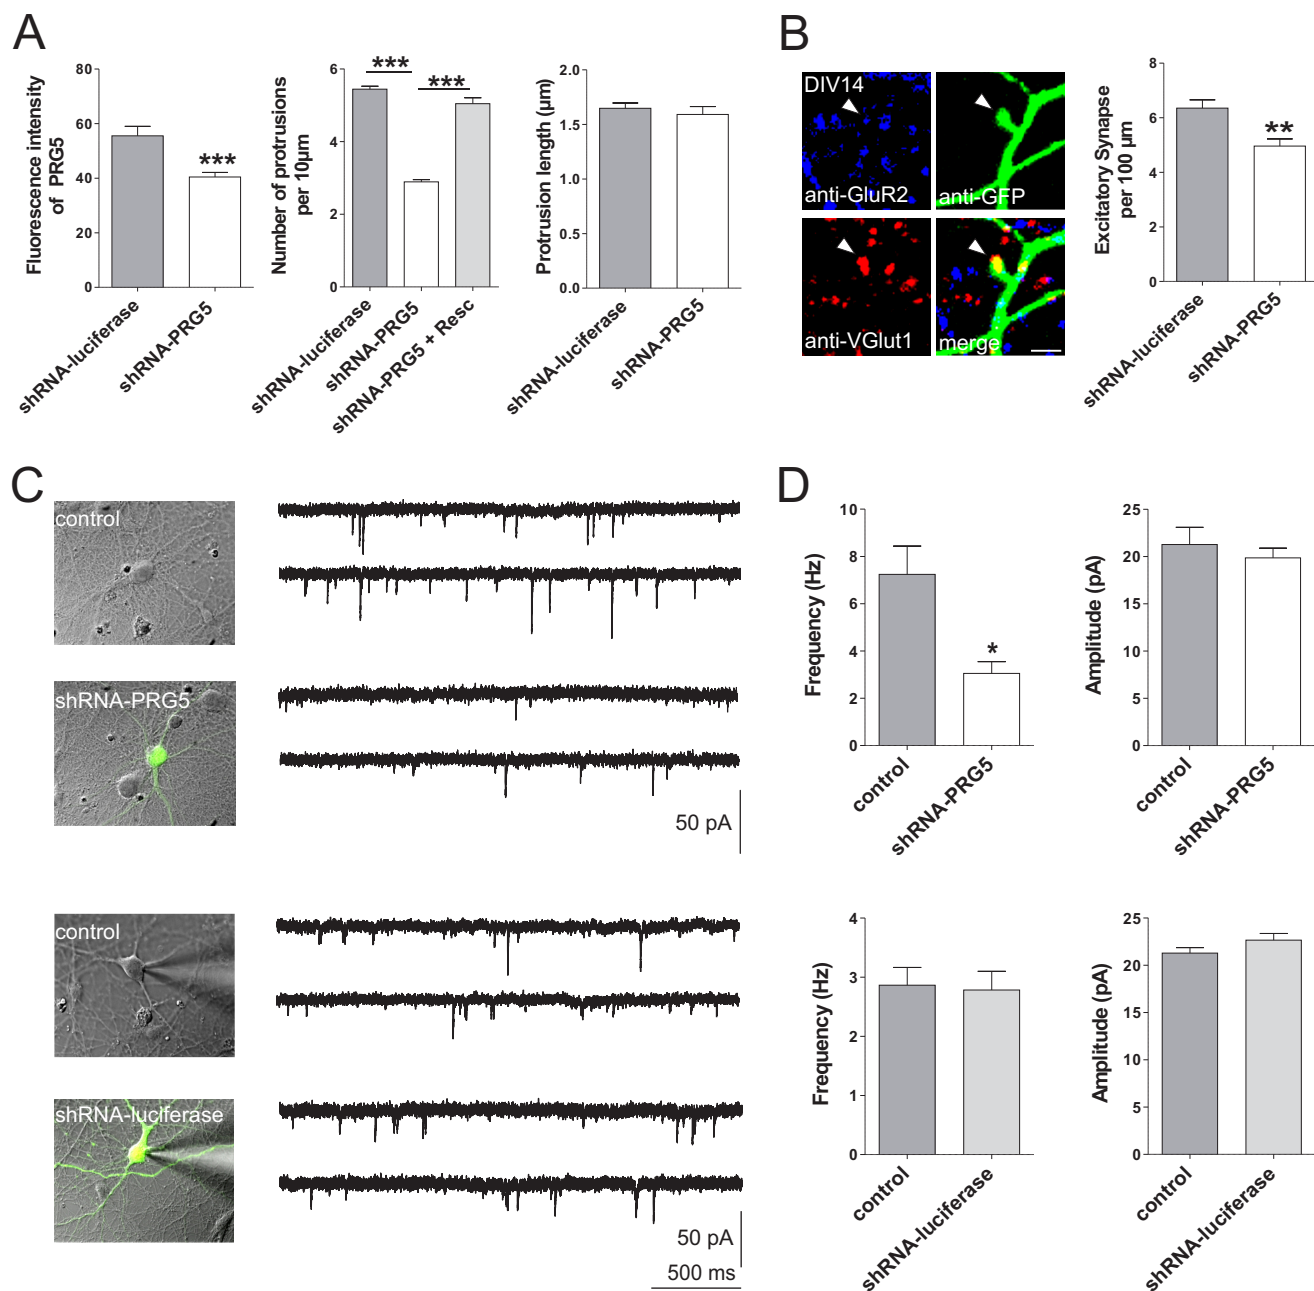 A
Fluorescence intensity
of PRG5
80
60
40
20
0
***
shRNA-luciferase
shRNA-PRG5
Number of protrusions
per 10µm
6
4
2
0
***
***
shRNA-luciferase
shRNA-PRG5
shRNA-PRG5 + Resc
Protrusion length (µm)
2.0
1.5
1.0
0.5
0.0
shRNA-luciferase
shRNA-PRG5
B
DIV14
anti-GluR2
anti-GFP
anti-VGlut1
merge
Excitatory Synapse
per 100 µm
8
6
4
2
0
**
shRNA-luciferase
shRNA-PRG5
C
control
shRNA-PRG5
50 pA
control
shRNA-luciferase
50 pA
500 ms
D
Frequency (Hz)
10
8
6
4
2
0
*
control
shRNA-PRG5
Amplitude (pA)
25
20
15
10
5
0
control
shRNA-PRG5
Frequency (Hz)
4
3
2
1
0
control
shRNA-luciferase
Amplitude (pA)
25
20
15
10
5
0
control
shRNA-luciferase